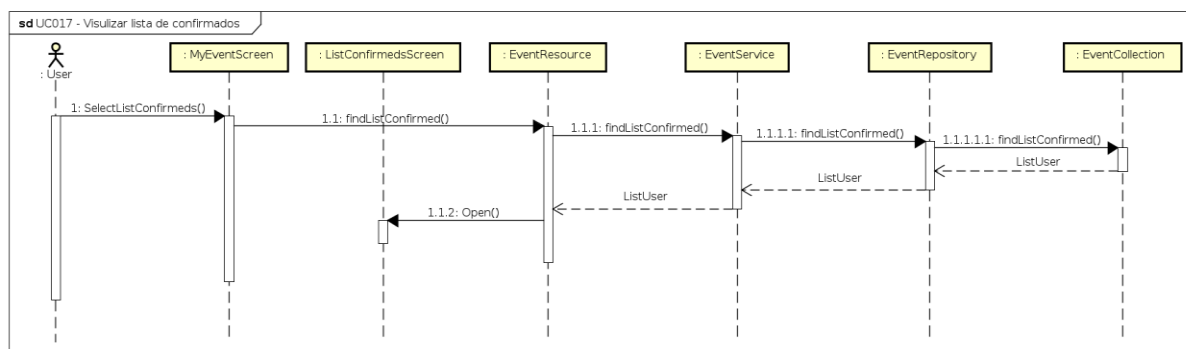 sd UC017 - Visulizar lista de confirmados
: User
: MyEventScreen
: ListConfirmedsScreen
: EventResource
: EventService
: EventRepository
: EventCollection
1: SelectListConfirmeds()
1.1: findListConfirmed()
1.1.1: findListConfirmed()
1.1.1.1: findListConfirmed()
1.1.1.1.1: findListConfirmed()
ListUser
ListUser
ListUser
1.1.2: Open()